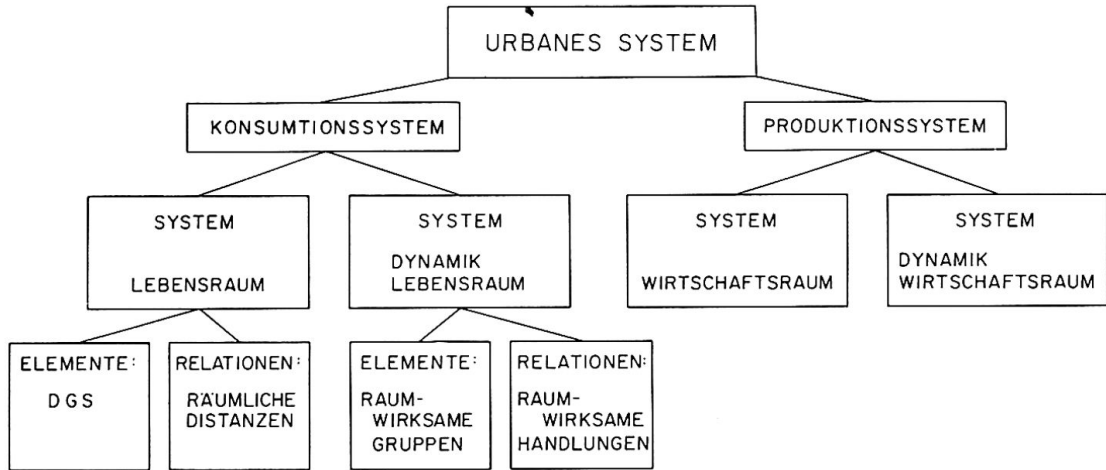 URBANES SYSTEM
KONSUMTIONSSYSTEM
PRODUKTIONSSYSTEM
SYSTEM
LEBENSRAUM
SYSTEM
DYNAMIK
LEBENSRAUM
SYSTEM
WIRTSCHAFTSRAUM
SYSTEM
DYNAMIK
WIRTSCHAFTSRAUM
ELEMENTE:
DGS
RELATIONEN:
RÄUMLICHE
DISTANZEN
ELEMENTE:
RAUM-
WIRKSAME
GRUPPEN
RELATIONEN:
RAUM-
WIRKSAME
HANDLUNGEN